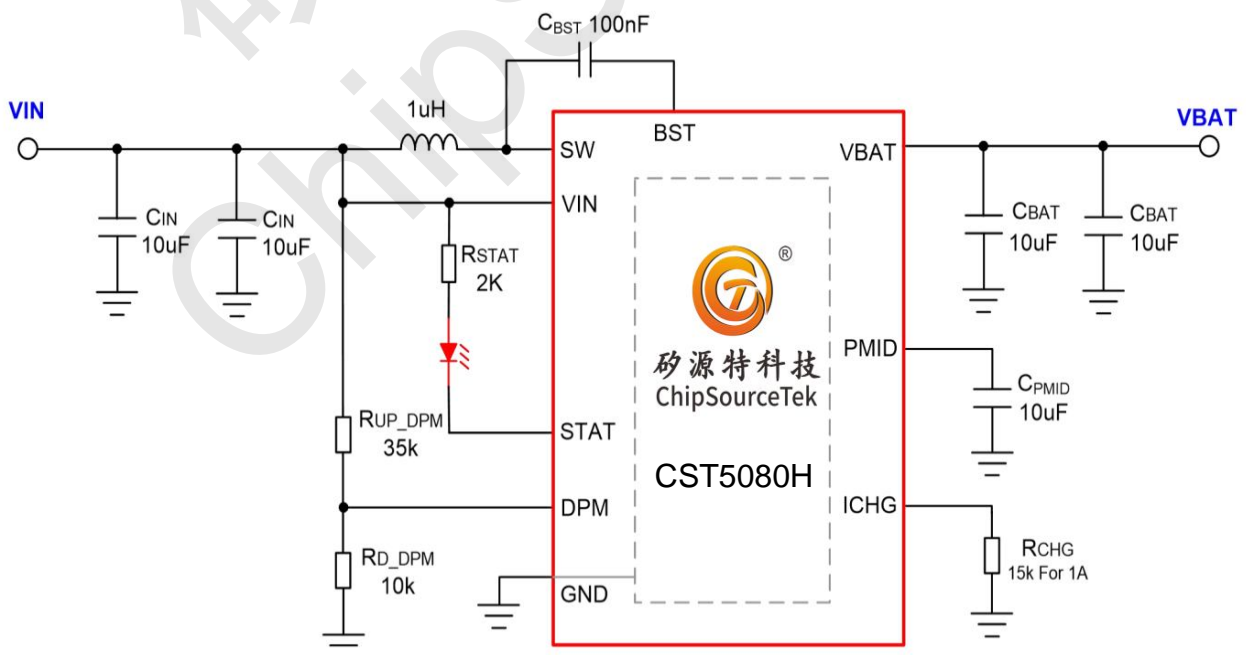 CBST 100nF
VIN
1uH
SW
BST
VBAT
VBAT
CIN
10uF
CIN
10uF
VIN
RSTAT
2K
CBAT
10uF
CBAT
10uF
®
矽源特科技
ChipSourceTek
PMID
CPMID
10uF
RUP_DPM
35k
STAT
CST5080H
DPM
ICHG
RD_DPM
10k
RCHG
15k For 1A
GND
Chips